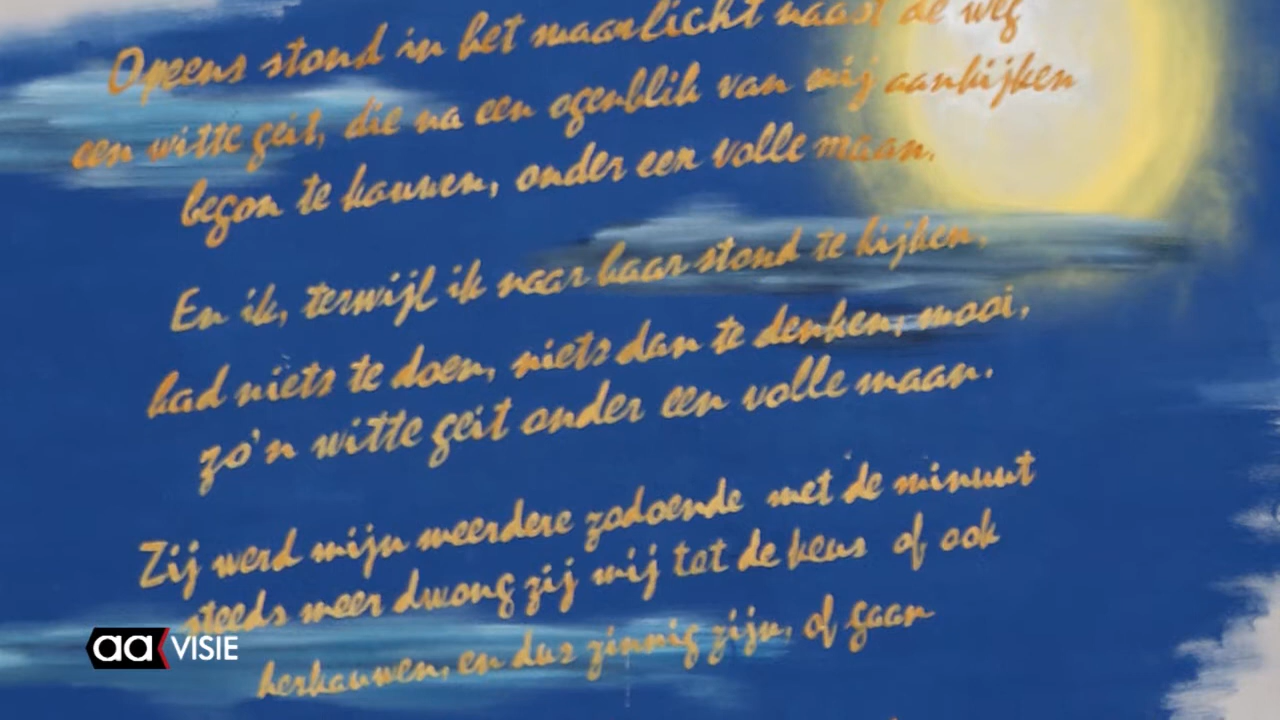 Opeens stond in het maanlicht naast de weg
een witte geit, die na een ogenblik van mij aankijken
begon te kauwen, onder een volle maan.
En ik, terwijl ik naar haar stond te kijken,
had niets te doen, niets dan te denken, mooi,
zo'n witte geit onder een volle maan.
Zij werd mijn meerdere zodoende met de minuut
steeds meer dwong zij mij tot de keus of ook
herkauwen, en dus zinnig zijn, of gaan
aa VISIE